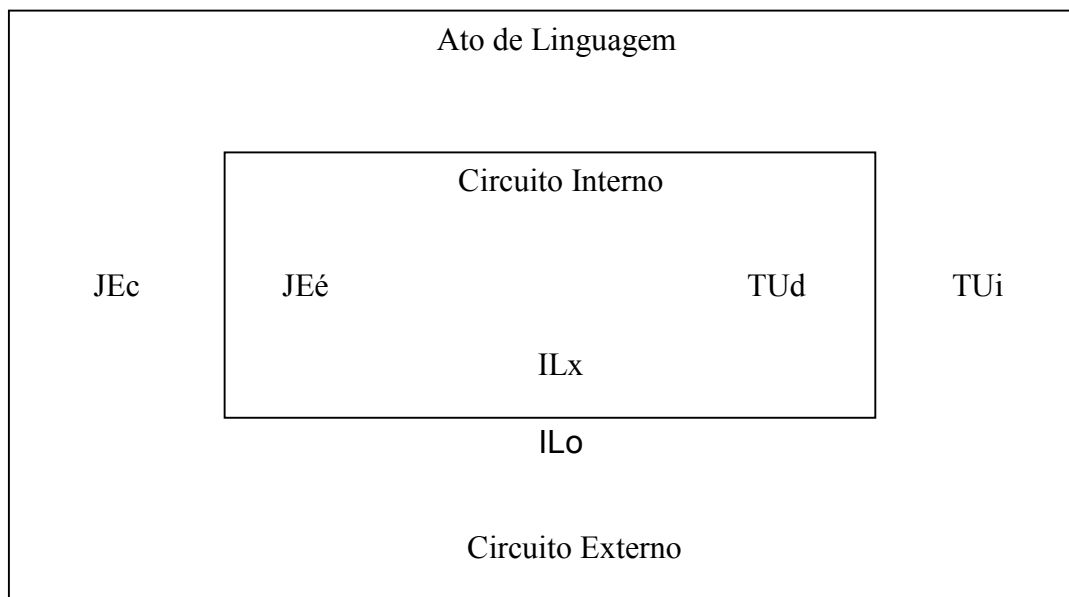 Ato de Linguagem
Circuito Interno
JEc JEé TUd TUi
ILx
ILo
Circuito Externo